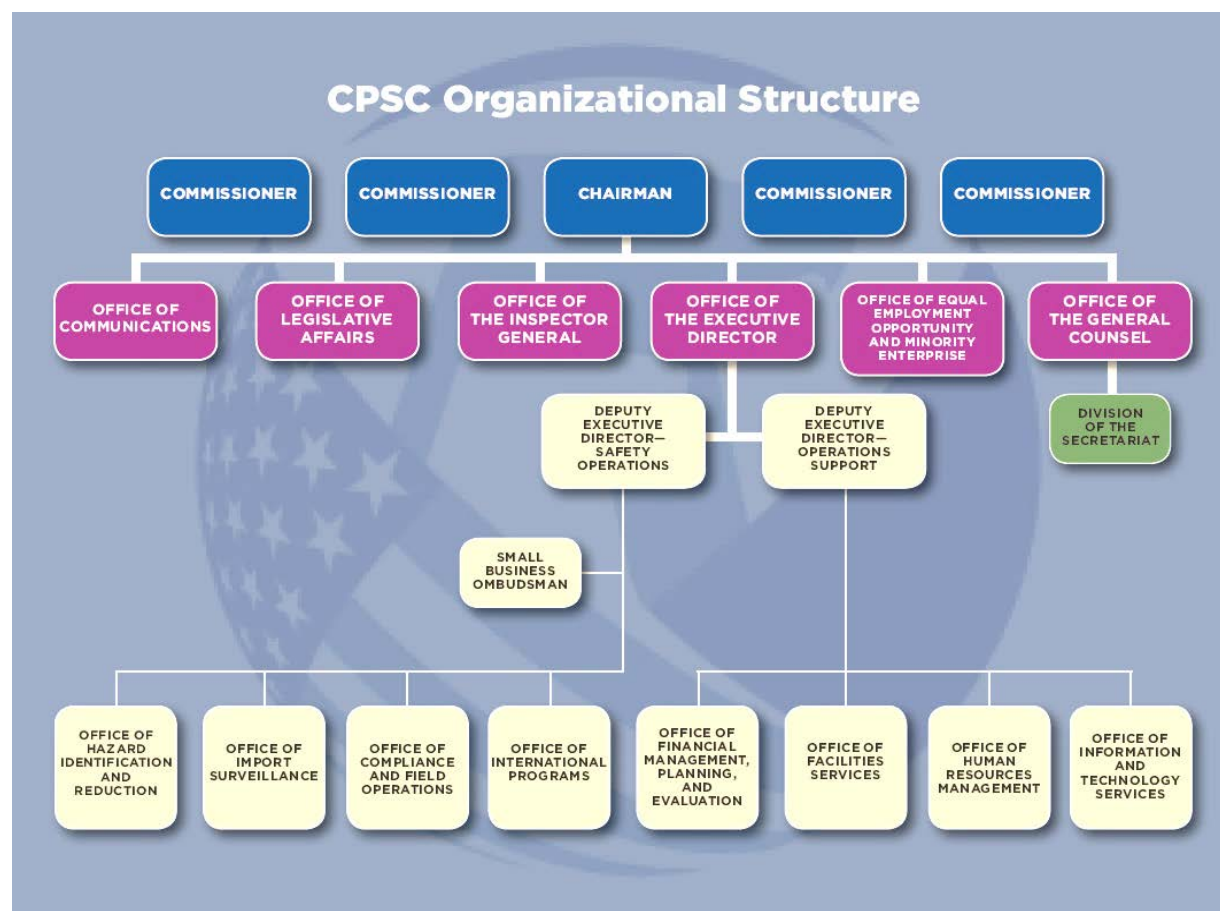 CPSC Organizational Structure
COMMISSIONER
COMMISSIONER
CHAIRMAN
COMMISSIONER
COMMISSIONER
OFFICE OF
COMMUNICATIONS
OFFICE OF
LEGISLATIVE
AFFAIRS
OFFICE OF
THE INSPECTOR
GENERAL
OFFICE OF
THE EXECUTIVE
DIRECTOR
OFFICE OF EQUAL
EMPLOYMENT
OPPORTUNITY
AND MINORITY
ENTERPRISE
OFFICE OF
THE GENERAL
COUNSEL
DEPUTY
EXECUTIVE
DIRECTOR—
SAFETY
OPERATIONS
DEPUTY
EXECUTIVE
DIRECTOR—
OPERATIONS
SUPPORT
DIVISION
OF THE
SECRETARIAT
SMALL
BUSINESS
OMBUDSMAN
OFFICE OF
HAZARD
IDENTIFICATION
AND
REDUCTION
OFFICE OF
IMPORT
SURVEILLANCE
OFFICE OF
COMPLIANCE
AND FIELD
OPERATIONS
OFFICE OF
INTERNATIONAL
PROGRAMS
OFFICE OF
FINANCIAL
MANAGEMENT,
PLANNING,
AND
EVALUATION
OFFICE OF
FACILITIES
SERVICES
OFFICE OF
HUMAN
RESOURCES
MANAGEMENT
OFFICE OF
INFORMATION
AND
TECHNOLOGY
SERVICES